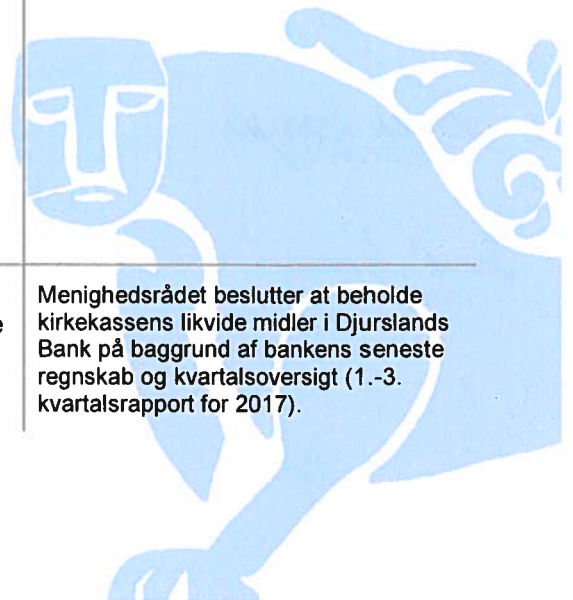 e
Menighedsrådet beslutter at beholde
kirkekassens likvide midler i Djurslands
Bank på baggrund af bankens seneste
regnskab og kvartalsoversigt (1.-3.
kvartalsrapport for 2017).